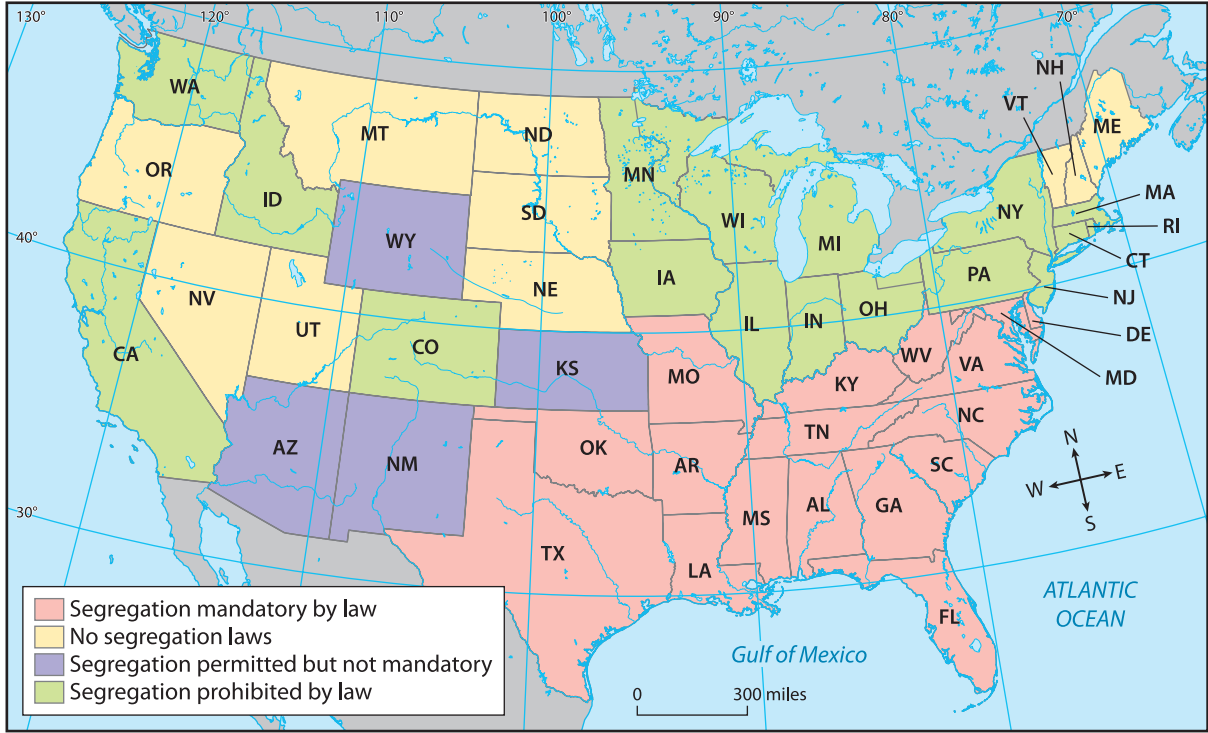 130°
120°
110°
100°
90°
80°
70°
40°
30°
WA
OR
CA
NV
ID
MT
WY
UT
AZ
CO
NM
ND
SD
NE
KS
OK
TX
MN
IA
MO
AR
LA
WI
IL
MI
IN
OH
KY
TN
MS
AL
GA
FL
SC
NC
VA
WV
PA
NY
VT
NH
ME
MA
RI
CT
NJ
DE
MD
N
W
E
S
ATLANTIC
OCEAN
Gulf of Mexico
0 300 miles
Segregation mandatory by law
No segregation laws
Segregation permitted but not mandatory
Segregation prohibited by law